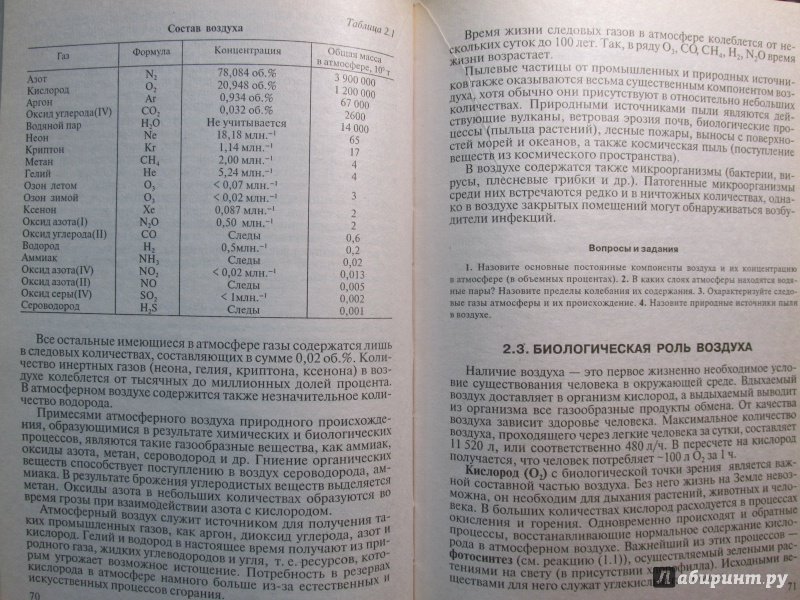 Таблица 2.1
Состав воздуха
Газ Формула Концентрация Общая масса в атмосфере, 10⁹ т
Азот N₂ 78,084 об.% 3 900 000
Кислород O₂ 20,948 об.% 1 200 000
Аргон Ar 0,934 об.% 67 000
Оксид углерода(IV) CO₂ 0,032 об.% 2600
Водяной пар H₂O Не учитывается 14 000
Неон Ne 18,18 млн.⁻¹ 65
Криптон Kr 1,14 млн.⁻¹ 17
Метан CH₄ 2,00 млн.⁻¹ 4
Гелий He 5,24 млн.⁻¹ 4
Озон летом O₃ < 0,07 млн.⁻¹
Озон зимой O₃ < 0,02 млн.⁻¹ 3
Ксенон Xe 0,087 млн.⁻¹ 2
Оксид азота(I) N₂O 0,50 млн.⁻¹ 2
Оксид углерода(II) CO Следы 0,6
Водород H₂ 0,5млн.⁻¹ 0,2
Аммиак NH₃ Следы 0,02
Оксид азота(IV) NO₂ < 0,02 млн.⁻¹ 0,013
Оксид азота(II) NO Следы 0,005
Оксид серы(IV) SO₂ < 1млн.⁻¹ 0,002
Сероводород H₂S Следы 0,001
Все остальные имеющиеся в атмосфере газы содержатся лишь
в следовых количествах, составляющих в сумме 0,02 об.%. Коли-
чество инертных газов (неона, гелия, криптона, ксенона) в воз-
духе колеблется от тысячных до миллионных долей процента.
В атмосферном воздухе содержится также незначительное коли-
чество водорода.
Примесями атмосферного воздуха природного происхожде-
ния, образующимися в результате химических и биологических
процессов, являются такие газообразные вещества, как аммиак,
оксиды азота, метан, сероводород и др. Гниение органических
веществ способствует поступлению в воздух сероводорода, ам-
миака. В результате брожения углеродистых веществ выделяется
метан. Оксиды азота в небольших количествах образуются во
время грозы при взаимодействии азота с кислородом.
Атмосферный воздух служит источником для получения та-
ких промышленных газов, как аргон, диоксид углерода, азот и
кислород. Гелий и водород в настоящее время получают из при-
родного газа, жидких углеводородов и угля, т. е. ресурсов, кото-
рым угрожает возможное истощение. Потребность в резервах
кислорода в атмосфере намного больше из-за естественных и
искусственных процессов сгорания.
70
Время жизни следовых газов в атмосфере колеблется от не-
скольких суток до 100 лет. Так, в ряду O₃, CO, CH₄, H₂, N₂O время
жизни возрастает.
Пылевые частицы от промышленных и природных источни-
ков также оказываются весьма существенным компонентом воз-
духа, хотя обычно они присутствуют в относительно небольших
количествах. Природными источниками пыли являются дей-
ствующие вулканы, ветровая эрозия почв, биологические про-
цессы (пыльца растений), лесные пожары, выносы с поверхно-
стей морей и океанов, а также космическая пыль (поступление
веществ из космического пространства).
В воздухе содержатся также микроорганизмы (бактерии, ви-
русы, плесневые грибки и др.). Патогенные микроорганизмы
среди них встречаются редко и в ничтожных количествах, одна-
ко в воздухе закрытых помещений могут обнаруживаться возбу-
дители инфекций.
Вопросы и задания
1. Назовите основные постоянные компоненты воздуха и их концентрацию
в атмосфере (в объемных процентах). 2. В каких слоях атмосферы находятся водя-
ные пары? Назовите пределы колебания их содержания. 3. Охарактеризуйте следо-
вые газы атмосферы и их происхождение. 4. Назовите природные источники пыли
в воздухе.
2.3. БИОЛОГИЧЕСКАЯ РОЛЬ ВОЗДУХА
Наличие воздуха — это первое жизненно необходимое усло-
вие существования человека в окружающей среде. Вдыхаемый
воздух доставляет в организм кислород, а выдыхаемый выводит
из организма все газообразные продукты обмена. От качества
воздуха зависит здоровье человека. Максимальное количество
воздуха, проходящего через легкие человека за сутки, составляет
11 520 л, или соответственно 480 л/ч. В пересчете на кислород
получается, что человек потребляет ~100 л O₂ за 1 ч.
Кислород (O₂) с биологической точки зрения является важ-
ной составной частью воздуха. Без него жизнь на Земле невоз-
можна, он необходим для дыхания растений, животных и чело-
века. В больших количествах кислород расходуется в процессах
окисления и горения. Одновременно происходят и обратные
процессы, восстанавливающие нормальное содержание кисло-
рода в атмосферном воздухе. Важнейший из этих процессов —
фотосинтез (см. реакцию (1.1)), осуществляемый зелеными рас-
тениями на свету (в присутствии хлорофилла). Исходными ве-
ществами для него служат углекислый
71
Лабиринт.ру